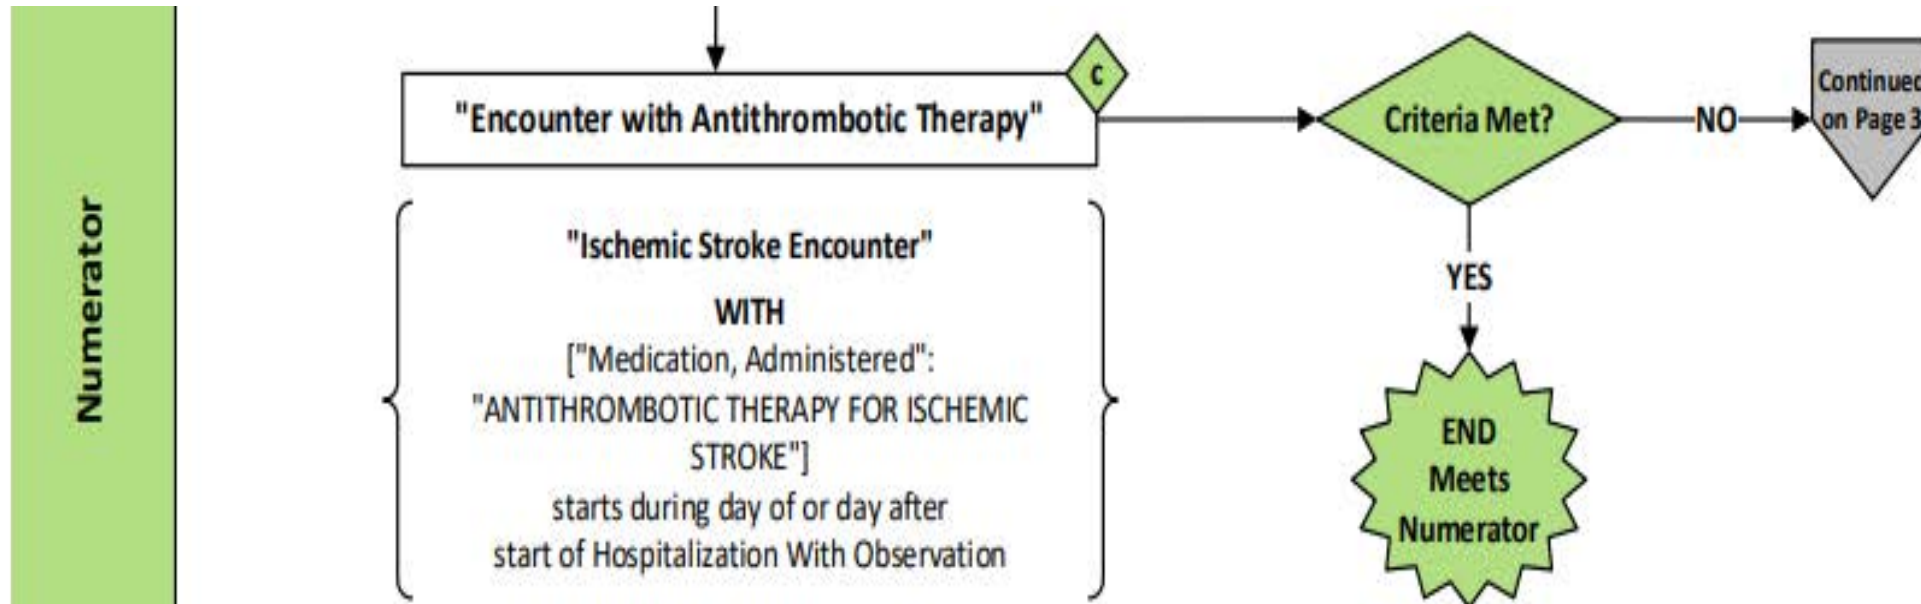 Numerator
"Encounter with Antithrombotic Therapy"
c
Criteria Met?
NO
Continued
on Page 3
"Ischemic Stroke Encounter"
WITH
["Medication, Administered":
"ANTITHROMBOTIC THERAPY FOR ISCHEMIC
STROKE"]
starts during day of or day after
start of Hospitalization With Observation
YES
END
Meets
Numerator